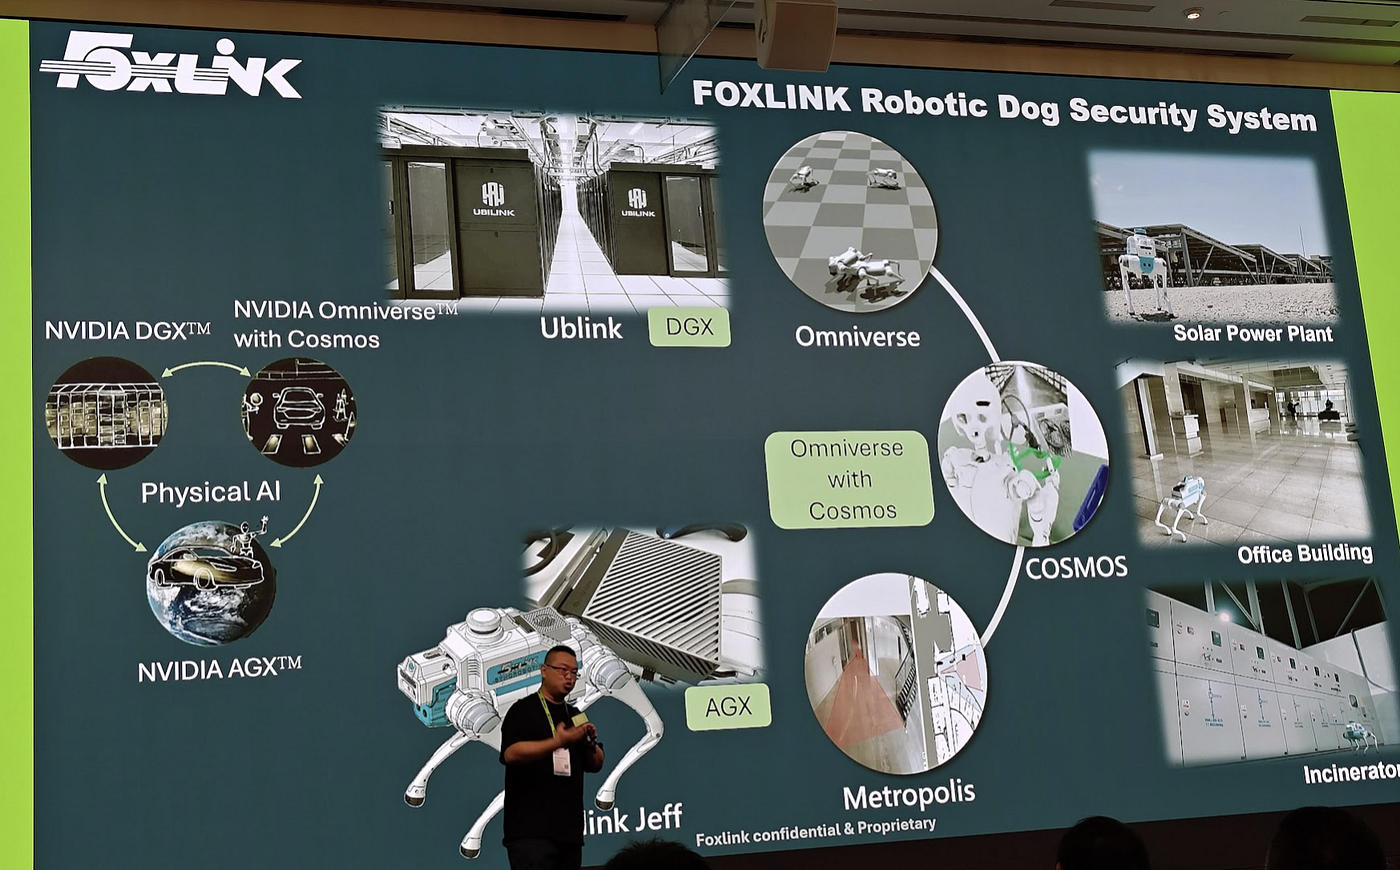 FOXLINK
FOXLINK Robotic Dog Security System
UBILINK
UBILINK
Ublink
DGX
NVIDIA DGX™
NVIDIA Omniverse™
with Cosmos
Physical AI
NVIDIA AGX™
Omniverse
Omniverse
with
Cosmos
COSMOS
Metropolis
AGX
link Jeff
Solar Power Plant
Office Building
Incinerator
Foxlink confidential & Proprietary